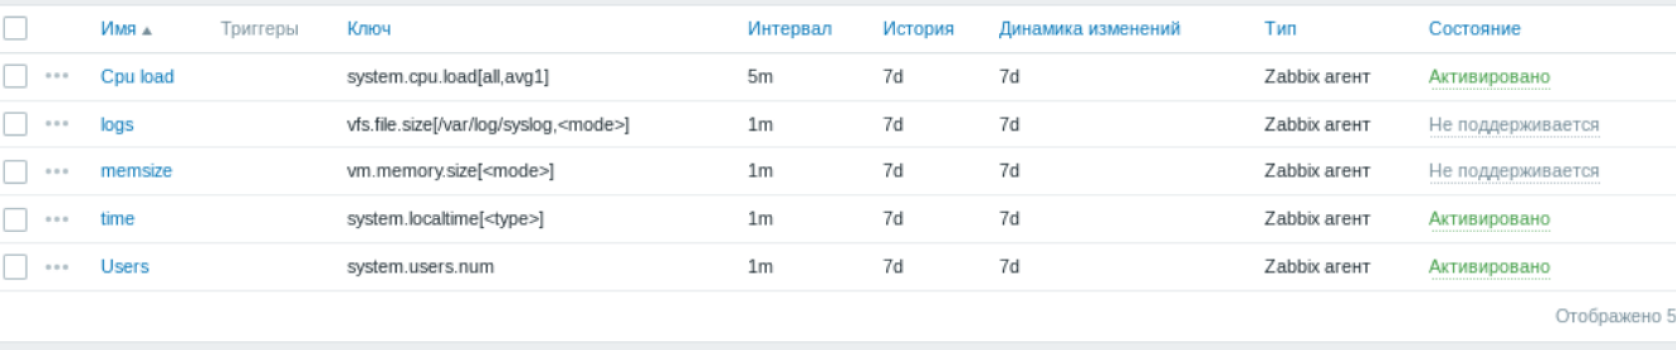 Имя ▲ Триггеры Ключ Интервал История Динамика изменений Тип Состояние
Cpu load system.cpu.load[all,avg1] 5m 7d 7d Zabbix агент Активировано
logs vfs.file.size[/var/log/syslog,<mode>] 1m 7d 7d Zabbix агент Не поддерживается
memsize vm.memory.size[<mode>] 1m 7d 7d Zabbix агент Не поддерживается
time system.localtime[<type>] 1m 7d 7d Zabbix агент Активировано
Users system.users.num 1m 7d 7d Zabbix агент Активировано
Отображено 5